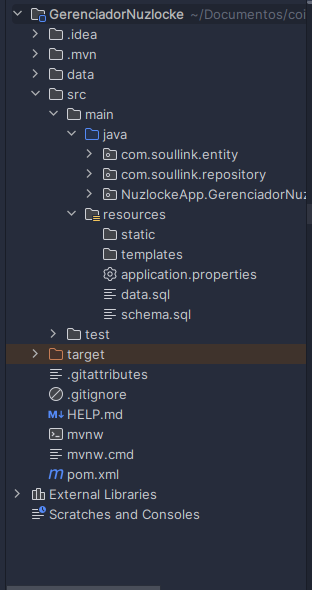 GerenciadorNuzlocke ~/Documentos/coi
.idea
.mvn
data
src
main
java
com.soullink.entity
com.soullink.repository
NuzlockeApp.GerenciadorNuz
resources
static
templates
application.properties
data.sql
schema.sql
test
target
.gitattributes
.gitignore
M↓ HELP.md
mvnw
mvnw.cmd
m pom.xml
External Libraries
Scratches and Consoles